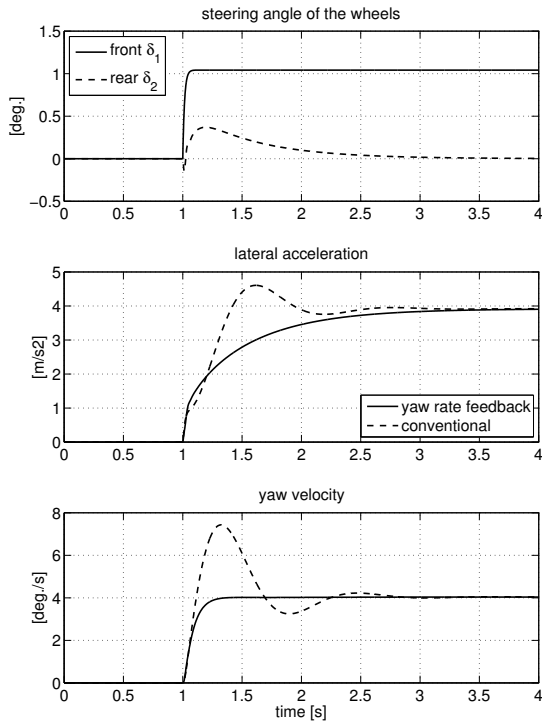 steering angle of the wheels
1.5
1
0.5
0
−0.5
[deg.]
front δ1
rear δ2
0 0.5 1 1.5 2 2.5 3 3.5 4
lateral acceleration
5
4
3
2
1
0
[m/s2]
yaw rate feedback
conventional
0 0.5 1 1.5 2 2.5 3 3.5 4
yaw velocity
8
6
4
2
0
[deg./s]
0 0.5 1 1.5 2 2.5 3 3.5 4
time [s]